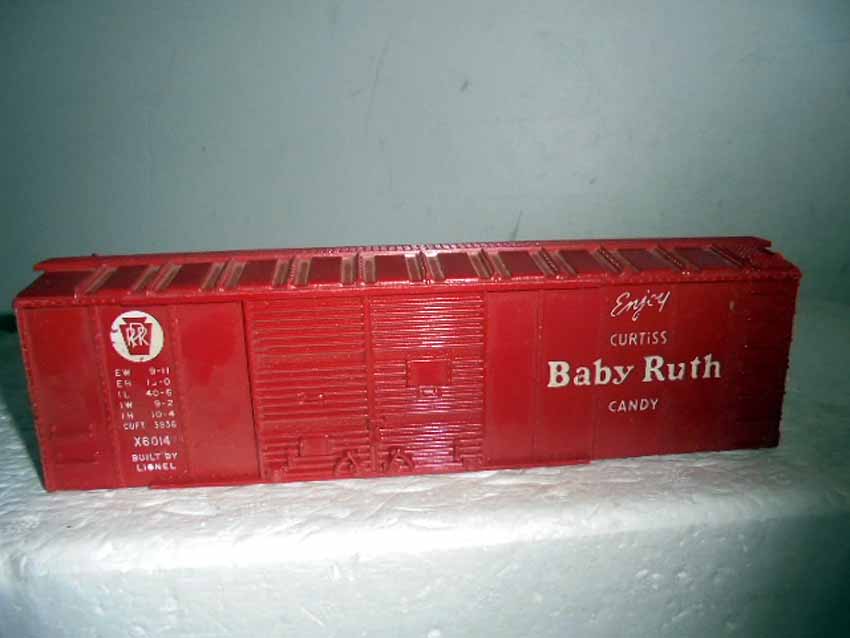 PRR
EW 9-11
EH 13-0
IL 40-6
IW 9-2
IH 10-4
CUFT 3836
X6014
BUILT BY
LIONEL
Enjoy
CURTiSS
Baby Ruth
CANDY